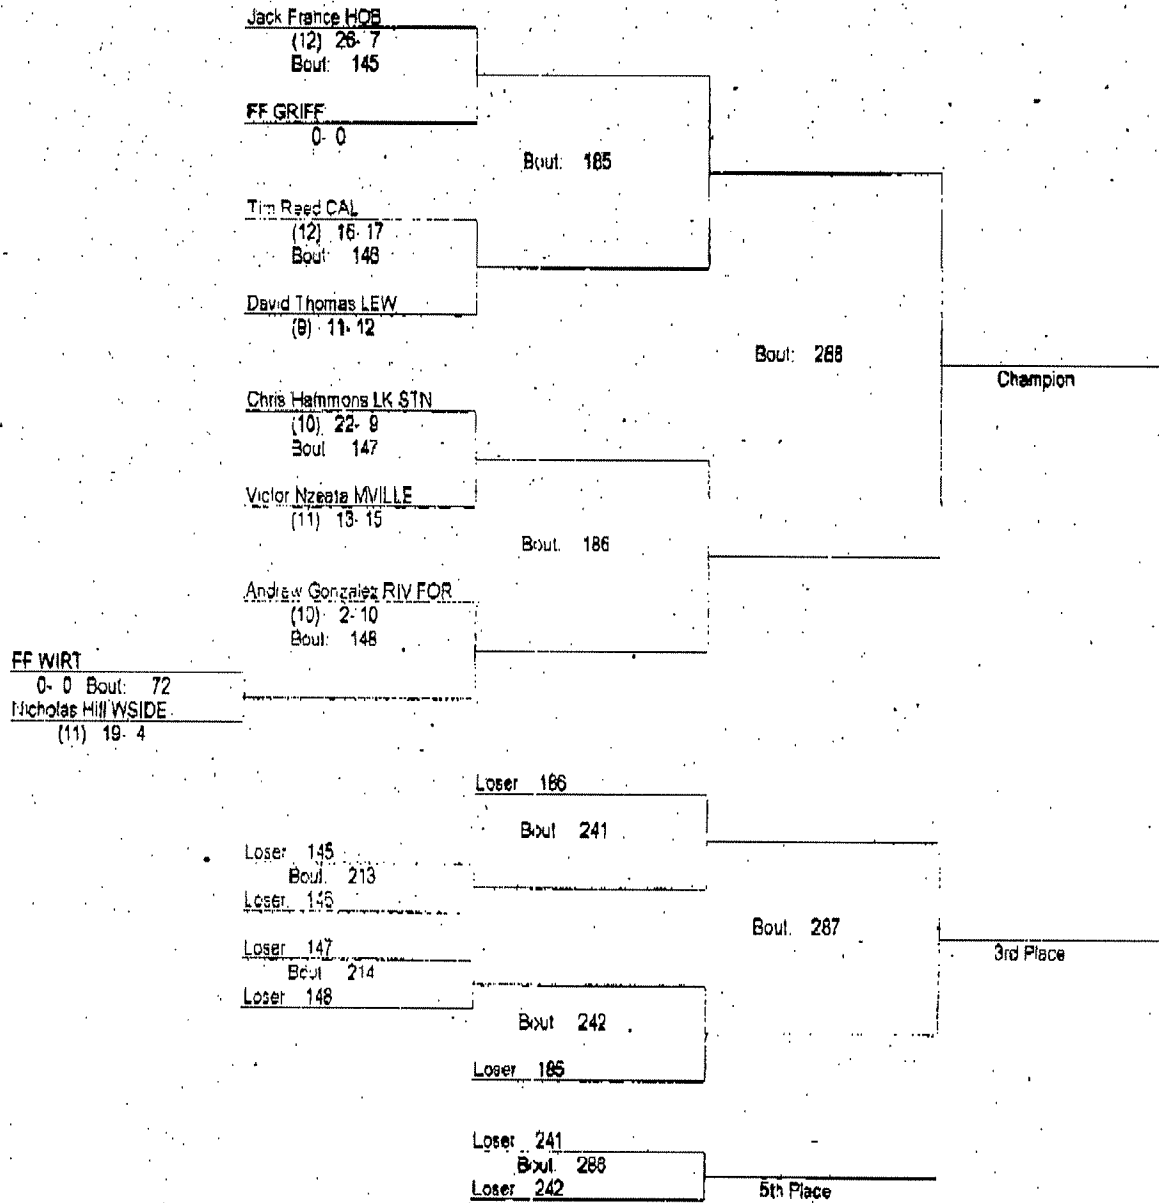 Jack France HOB
(12) 26- 7
Bout: 145
FF GRIFF
0- 0
Bout: 185
Tim Reed CAL
(12) 16- 17
Bout: 146
David Thomas LEW
(9) 11- 12
Bout: 288
Champion
Chris Hammons LK STN
(10) 22- 9
Bout 147
Victor Nzeata MVILLE
(11) 13- 15
Bout. 186
Andrew Gonzalez RIV FOR
(10) 2- 10
Bout: 148
FF WIRT
0- 0 Bout: 72
Nicholas Hill WSIDE
(11) 19- 4
Loser 186
Bout 241
Loser 145
Bout. 213
Loser 146
Bout. 287
Loser 147
3rd Place
Bout 214
Loser 148
Bout 242
Loser 185
Loser 241
Bout. 286
Loser 242
5th Place